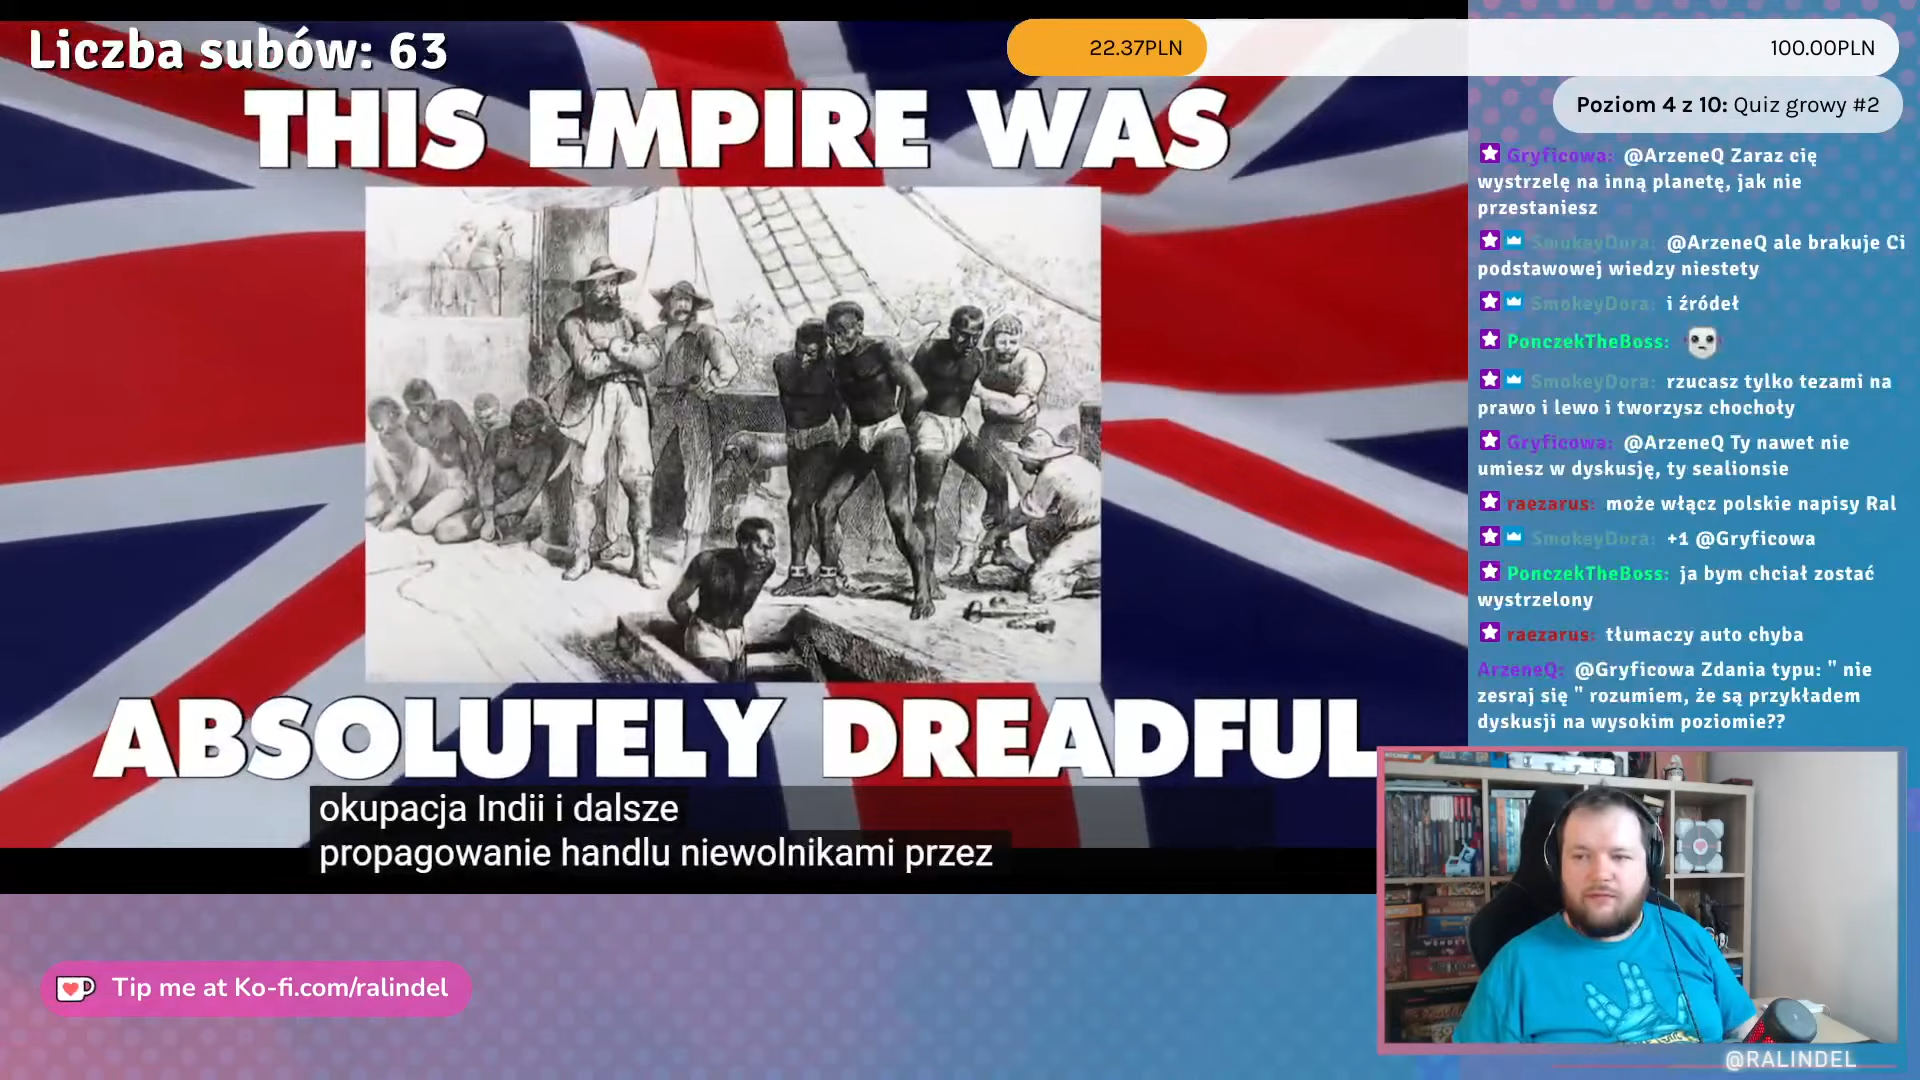 Liczba subów: 63
22.37PLN
100.00PLN
Poziom 4 z 10: Quiz growy #2
THIS EMPIRE WAS
ABSOLUTELY DREADFUL
okupacja Indii i dalsze
propagowanie handlu niewolnikami przez
Gryficowa: @ArzeneQ Zaraz cię
wystrzelę na inną planetę, jak nie
przestaniesz
SmokeyDora: @ArzeneQ ale brakuje Ci
podstawowej wiedzy niestety
SmokeyDora: i źródeł
PonczekTheBoss:
SmokeyDora: rzucasz tylko tezami na
prawo i lewo i tworzysz chochoły
Gryficowa: @ArzeneQ Ty nawet nie
umiesz w dyskusję, ty sealionsie
raezarus: może włącz polskie napisy Ral
SmokeyDora: +1 @Gryficowa
PonczekTheBoss: ja bym chciał zostać
wystrzelony
raezarus: tłumaczy auto chyba
ArzeneQ: @Gryficowa Zdania typu: " nie
zesraj się " rozumiem, że są przykładem
dyskusji na wysokim poziomie??
Tip me at Ko-fi.com/ralindel
@RALINDEL